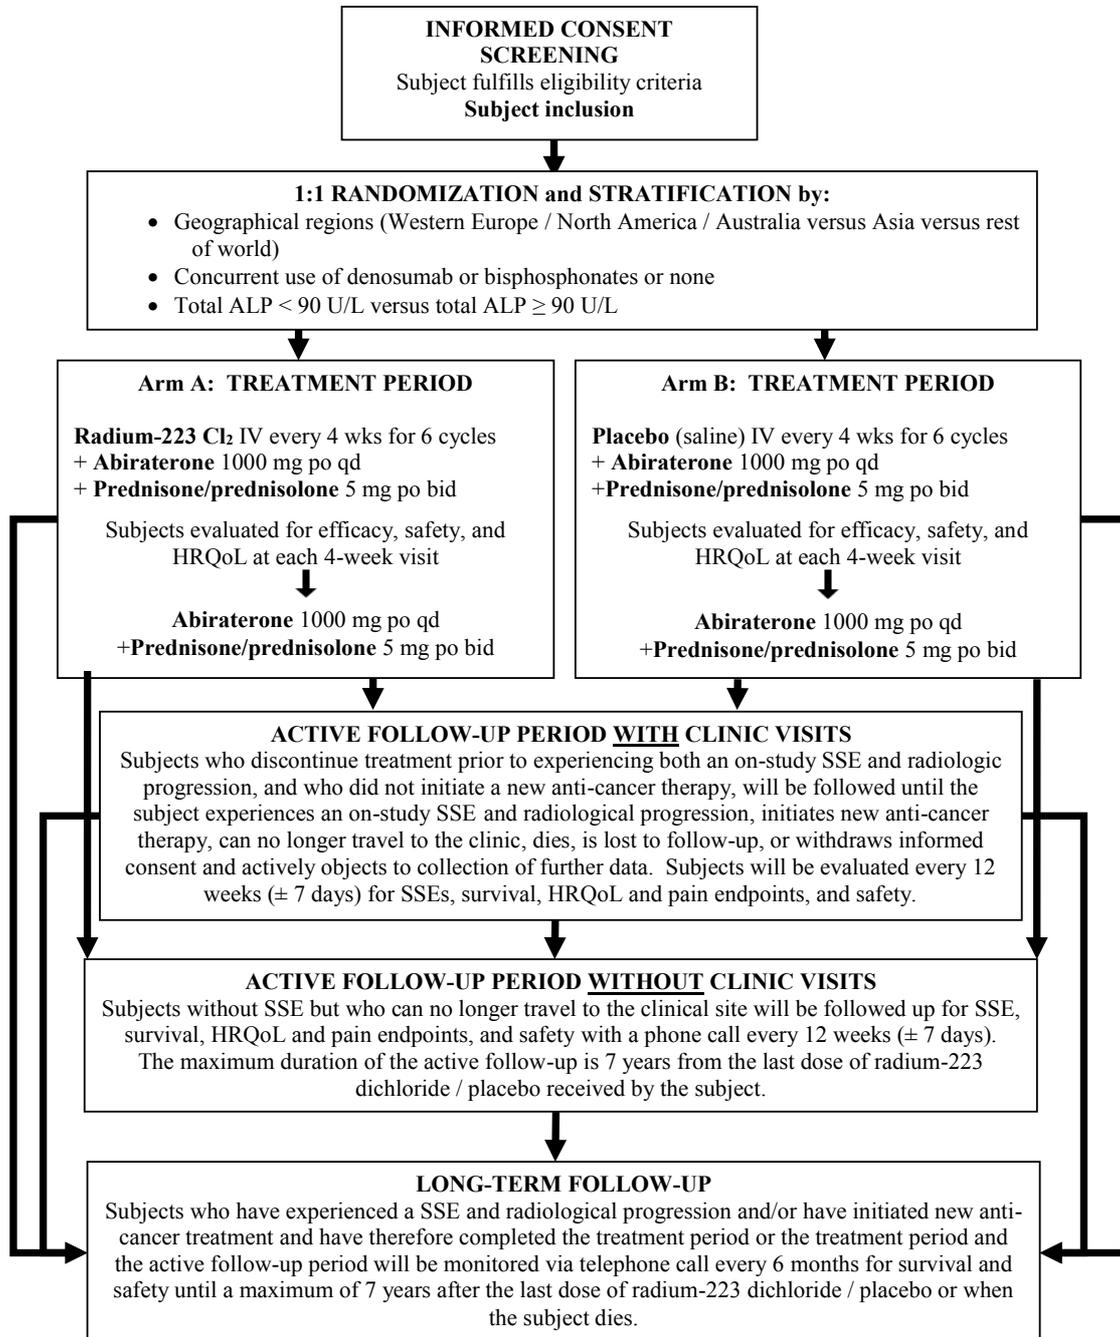 INFORMED CONSENT
SCREENING
Subject fulfills eligibility criteria
Subject inclusion
1:1 RANDOMIZATION and STRATIFICATION by:
• Geographical regions (Western Europe / North America / Australia versus Asia versus rest
of world)
• Concurrent use of denosumab or bisphosphonates or none
• Total ALP < 90 U/L versus total ALP ≥ 90 U/L
Arm A: TREATMENT PERIOD
Radium-223 Cl₂ IV every 4 wks for 6 cycles
+ Abiraterone 1000 mg po qd
+ Prednisone/prednisolone 5 mg po bid
Subjects evaluated for efficacy, safety, and
HRQoL at each 4-week visit
Abiraterone 1000 mg po qd
+Prednisone/prednisolone 5 mg po bid
Arm B: TREATMENT PERIOD
Placebo (saline) IV every 4 wks for 6 cycles
+ Abiraterone 1000 mg po qd
+Prednisone/prednisolone 5 mg po bid
Subjects evaluated for efficacy, safety, and
HRQoL at each 4-week visit
Abiraterone 1000 mg po qd
+Prednisone/prednisolone 5 mg po bid
ACTIVE FOLLOW-UP PERIOD WITH CLINIC VISITS
Subjects who discontinue treatment prior to experiencing both an on-study SSE and radiologic
progression, and who did not initiate a new anti-cancer therapy, will be followed until the
subject experiences an on-study SSE and radiological progression, initiates new anti-cancer
therapy, can no longer travel to the clinic, dies, is lost to follow-up, or withdraws informed
consent and actively objects to collection of further data. Subjects will be evaluated every 12
weeks (± 7 days) for SSEs, survival, HRQoL and pain endpoints, and safety.
ACTIVE FOLLOW-UP PERIOD WITHOUT CLINIC VISITS
Subjects without SSE but who can no longer travel to the clinical site will be followed up for SSE,
survival, HRQoL and pain endpoints, and safety with a phone call every 12 weeks (± 7 days).
The maximum duration of the active follow-up is 7 years from the last dose of radium-223
dichloride / placebo received by the subject.
LONG-TERM FOLLOW-UP
Subjects who have experienced a SSE and radiological progression and/or have initiated new anti-
cancer treatment and have therefore completed the treatment period or the treatment period and
the active follow-up period will be monitored via telephone call every 6 months for survival and
safety until a maximum of 7 years after the last dose of radium-223 dichloride / placebo or when
the subject dies.